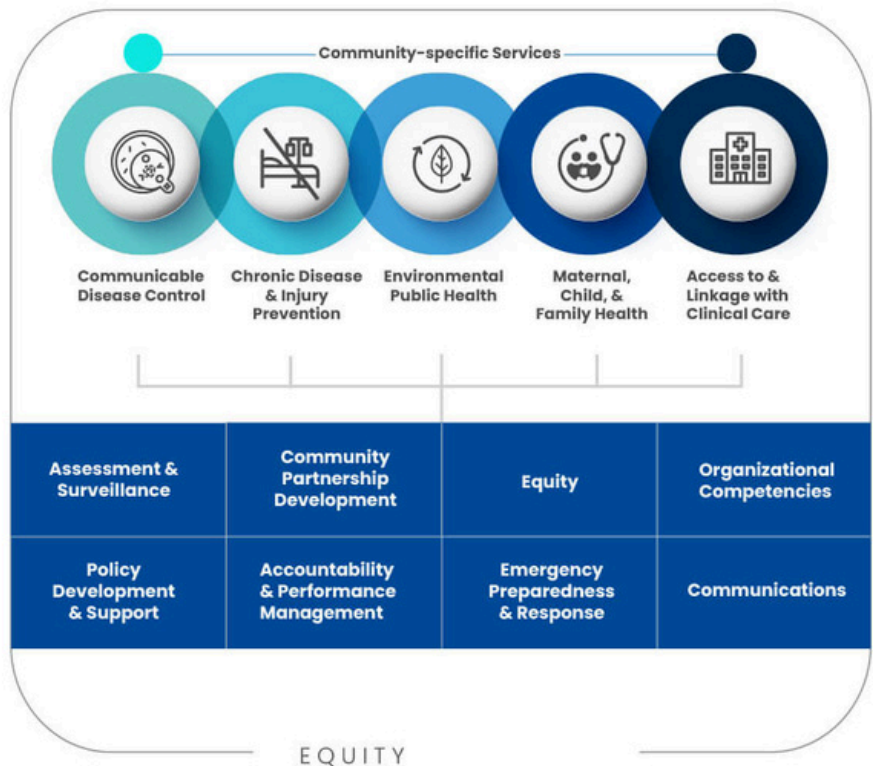 Community-specific Services
Communicable
Disease Control
Chronic Disease
& Injury
Prevention
Environmental
Public Health
Maternal,
Child, &
Family Health
Access to &
Linkage with
Clinical Care
Assessment &
Surveillance
Community
Partnership
Development
Equity
Organizational
Competencies
Policy
Development
& Support
Accountability
& Performance
Management
Emergency
Preparedness
& Response
Communications
EQUITY